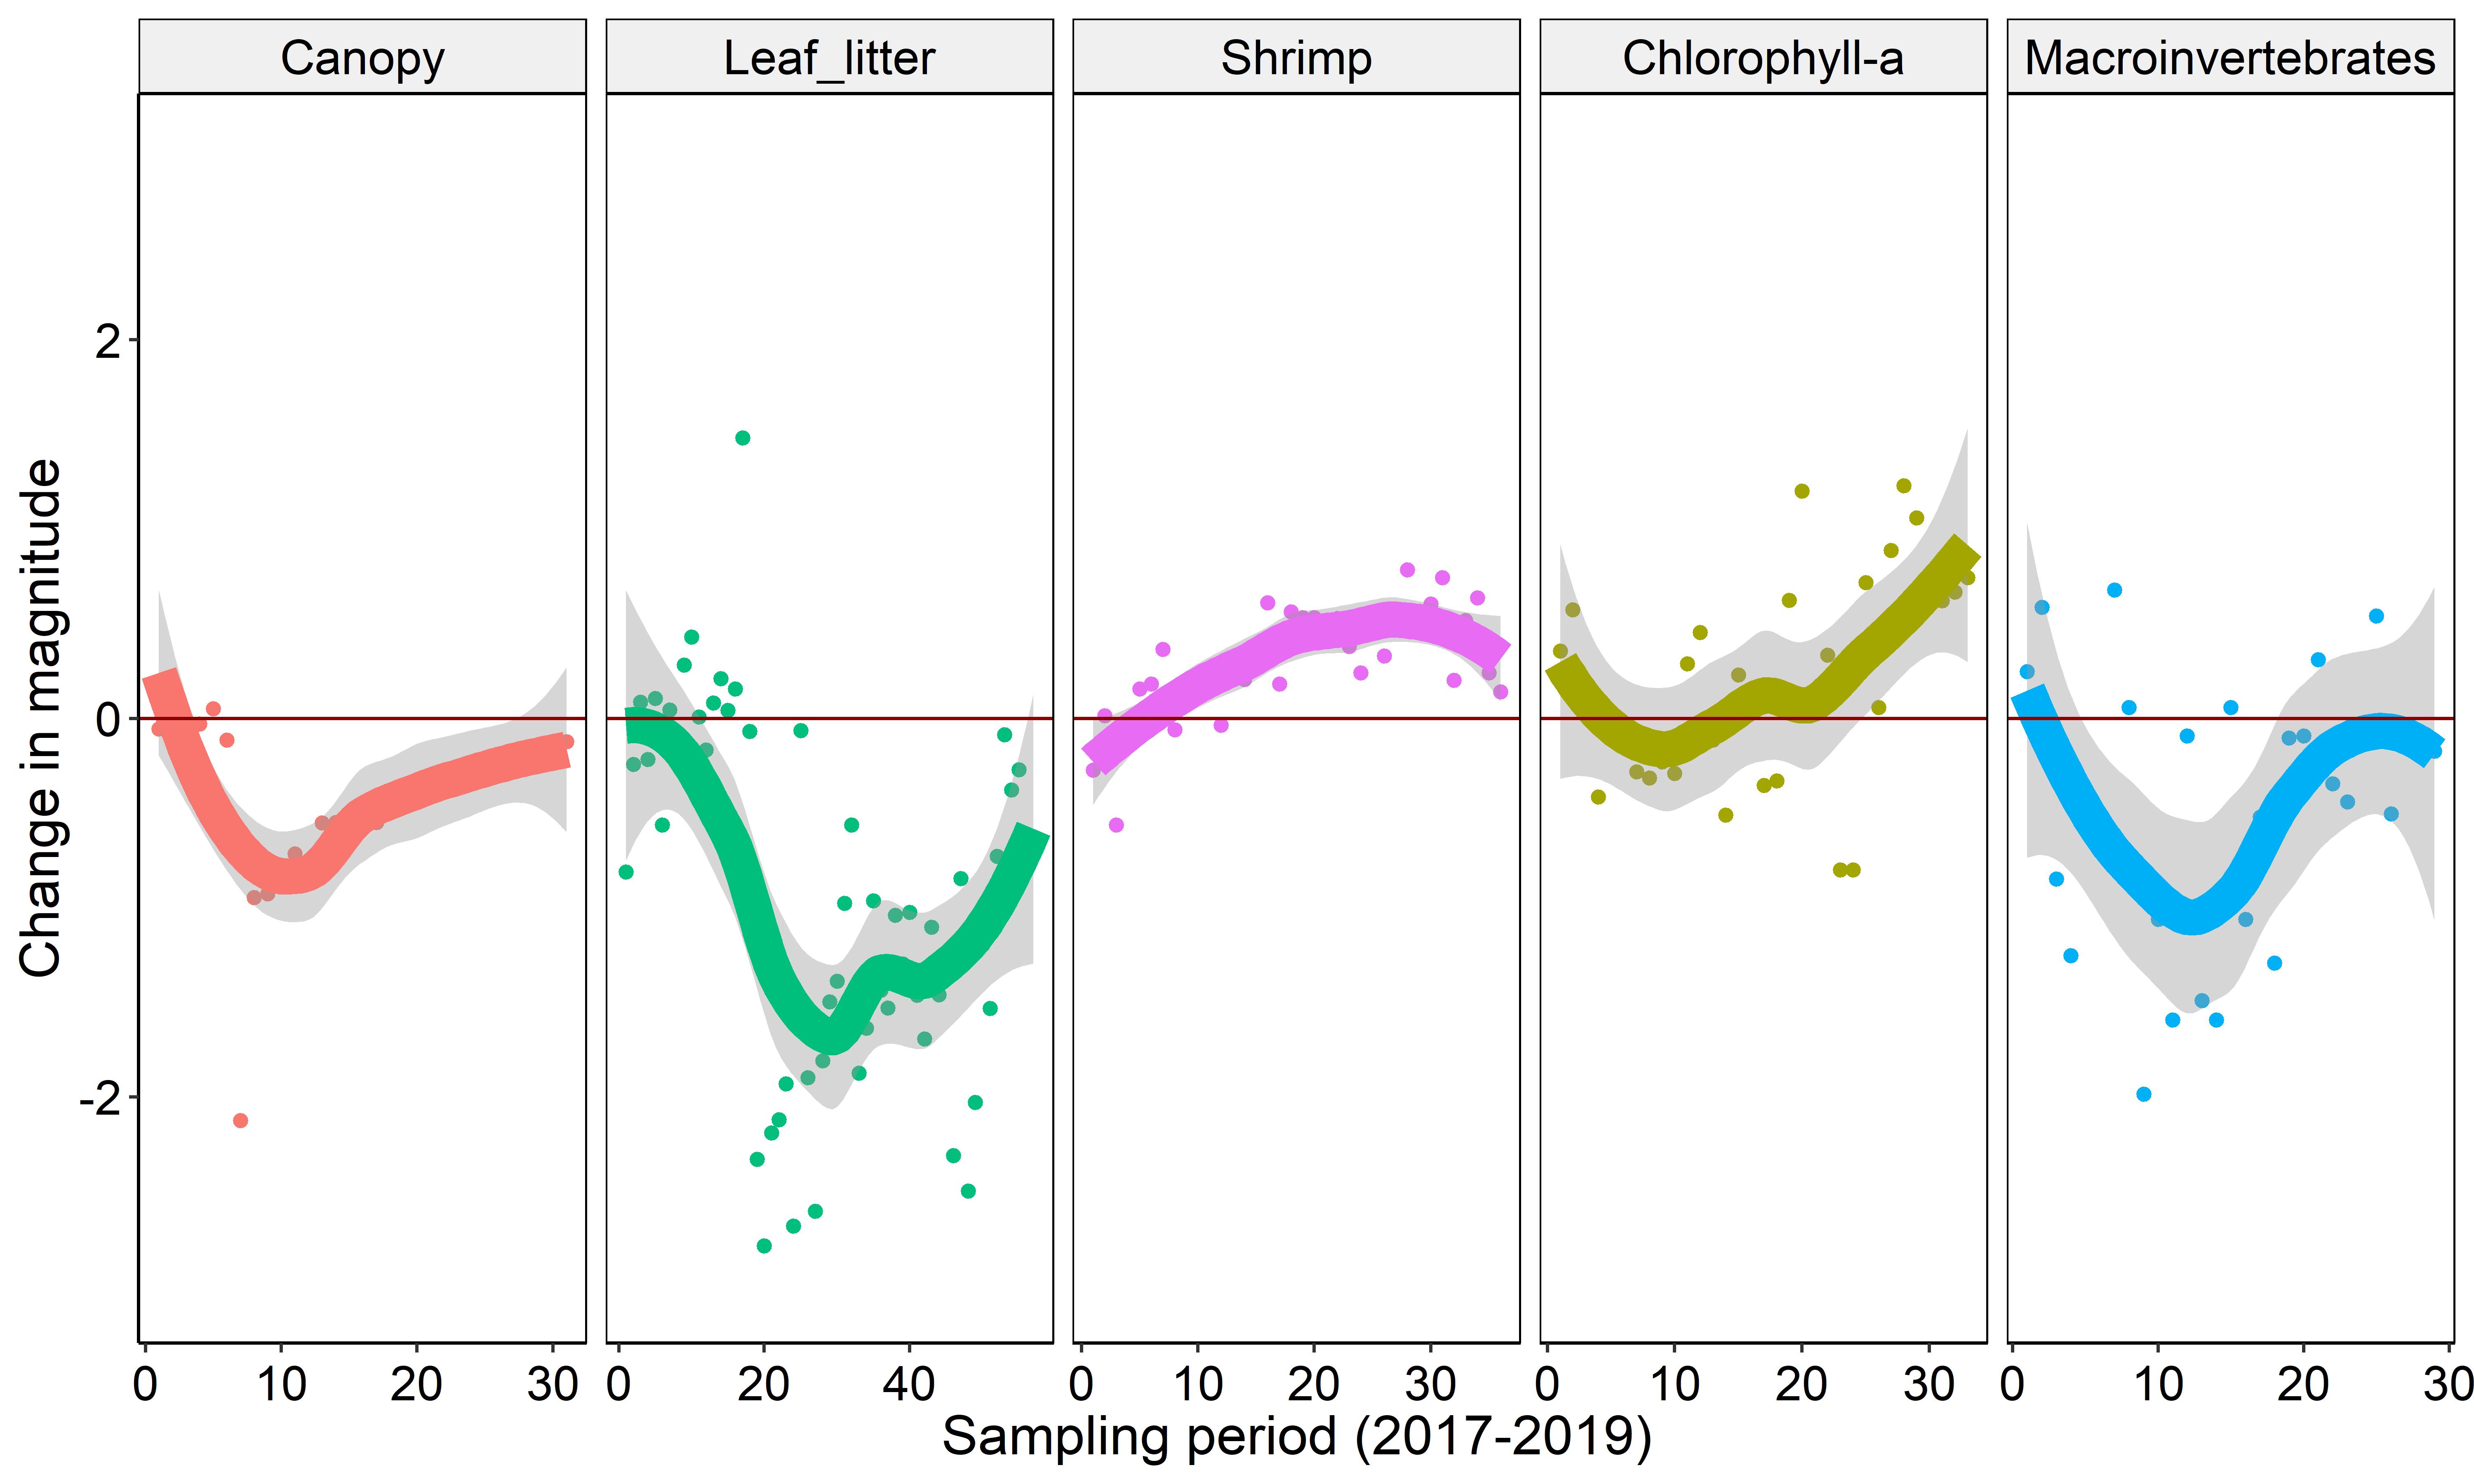 Canopy Leaf_litter Shrimp Chlorophyll-a Macroinvertebrates
Change in magnitude
2
0
-2
0 10 20 30 0 20 40 0 10 20 30 0 10 20 30 0 10 20 30
Sampling period (2017-2019)